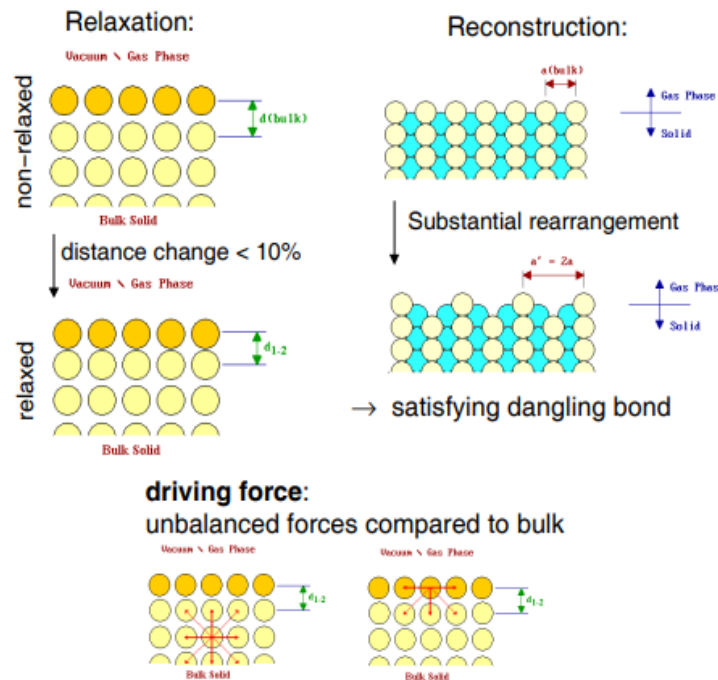 Relaxation:
Vacuum \ Gas Phase
non-relaxed
d(bulk)
Bulk Solid
distance change < 10%
Vacuum \ Gas Phase
relaxed
d1-2
Bulk Solid
Reconstruction:
a(bulk)
Gas Phase
Solid
Substantial rearrangement
a' = 2a
Gas Phas
Solid
→ satisfying dangling bond
driving force:
unbalanced forces compared to bulk
Vacuum \ Gas Phase
d1-2
Bulk Solid
Vacuum \ Gas Phase
d1-2
Bulk Solid